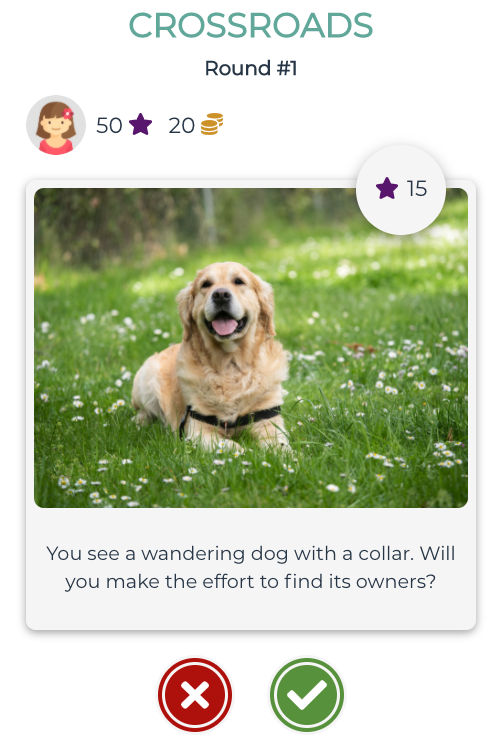 CROSSROADS
Round #1
50 20
15
You see a wandering dog with a collar. Will
you make the effort to find its owners?